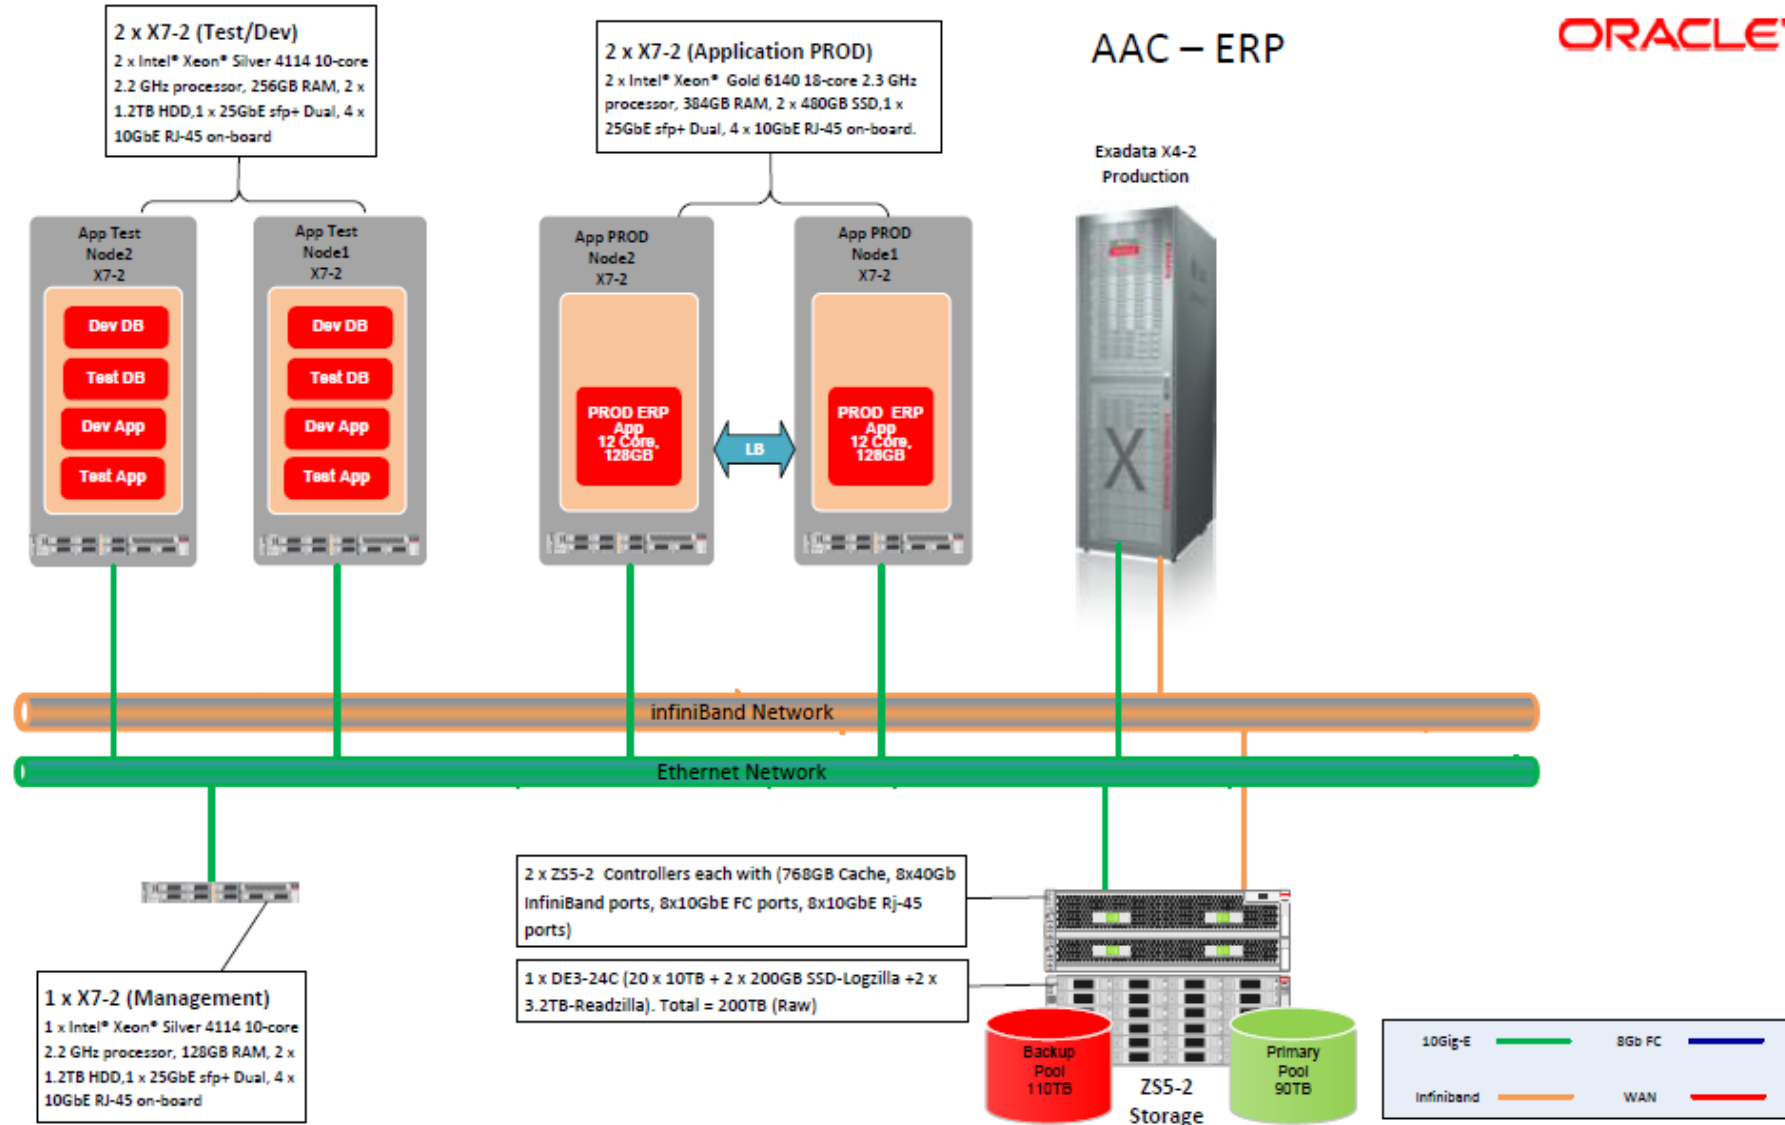 2 x X7-2 (Test/Dev)
2 x Intel® Xeon® Silver 4114 10-core
2.2 GHz processor, 256GB RAM, 2 x
1.2TB HDD,1 x 25GbE sfp+ Dual, 4 x
10GbE RJ-45 on-board
2 x X7-2 (Application PROD)
2 x Intel® Xeon® Gold 6140 18-core 2.3 GHz
processor, 384GB RAM, 2 x 480GB SSD,1 x
25GbE sfp+ Dual, 4 x 10GbE RJ-45 on-board.
AAC – ERP
ORACLE
Exadata X4-2
Production
App Test
Node2
X7-2
Dev DB
Test DB
Dev App
Test App
App Test
Node1
X7-2
Dev DB
Test DB
Dev App
Test App
App PROD
Node2
X7-2
PROD ERP
App
12 Core,
128GB
LB
App PROD
Node1
X7-2
PROD ERP
App
12 Core,
128GB
X
infiniBand Network
Ethernet Network
1 x X7-2 (Management)
1 x Intel® Xeon® Silver 4114 10-core
2.2 GHz processor, 128GB RAM, 2 x
1.2TB HDD,1 x 25GbE sfp+ Dual, 4 x
10GbE RJ-45 on-board
2 x ZS5-2 Controllers each with (768GB Cache, 8x40Gb
InfiniBand ports, 8x10GbE FC ports, 8x10GbE Rj-45
ports)
1 x DE3-24C (20 x 10TB + 2 x 200GB SSD-Logzilla +2 x
3.2TB-Readzilla). Total = 200TB (Raw)
Backup
Pool
110TB
ZS5-2
Storage
Primary
Pool
90TB
10Gig-E
8Gb FC
Infiniband
WAN